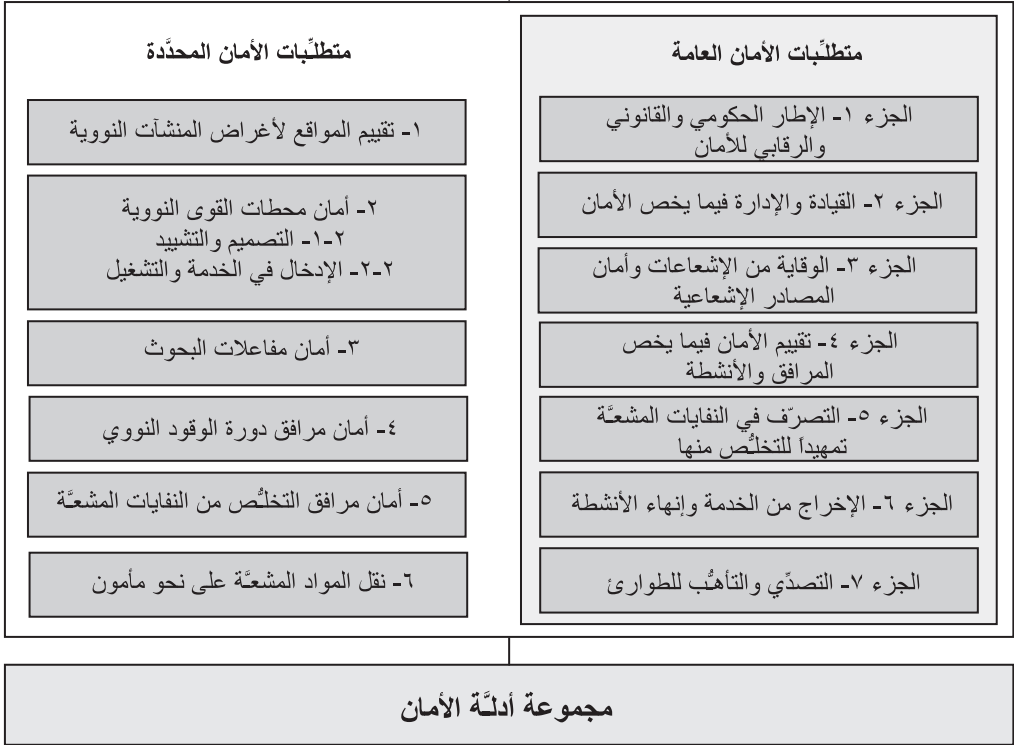 متطلِّبات الأمان العامة
الجزء ١- الإطار الحكومي والقانوني
والرقابي للأمان
الجزء ٢- القيادة والإدارة فيما يخص الأمان
الجزء ٣- الوقاية من الإشعاعات وأمان
المصادر الإشعاعية
الجزء ٤- تقييم الأمان فيما يخص
المرافق والأنشطة
الجزء ٥- التصرّف في النفايات المشعَّة
تمهيداً للتخلُّص منها
الجزء ٦- الإخراج من الخدمة وإنهاء الأنشطة
الجزء ٧- التصدِّي والتأهُّب للطوارئ
متطلِّبات الأمان المحدَّدة
١- تقييم المواقع لأغراض المنشآت النووية
٢- أمان محطات القوى النووية
٢-١- التصميم والتشييد
٢-٢- الإدخال في الخدمة والتشغيل
٣- أمان مفاعلات البحوث
٤- أمان مرافق دورة الوقود النووي
٥- أمان مرافق التخلُّص من النفايات المشعَّة
٦- نقل المواد المشعَّة على نحو مأمون
مجموعة أدلَّة الأمان